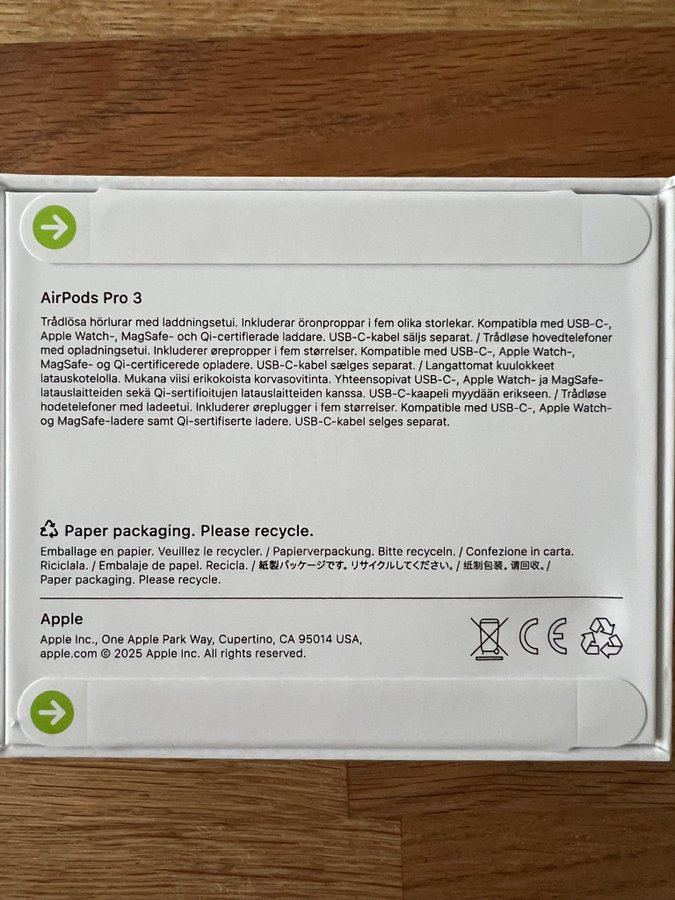 AirPods Pro 3
Trådlösa hörlurar med laddningsetui. Inkluderar öronproppar i fem olika storlekar. Kompatibla med USB-C-,
Apple Watch-, MagSafe- och Qi-certifierade laddare. USB-C-kabel säljs separat. / Trådløse hovedtelefoner
med opladningsetui. Inkluderer ørepropper i fem størrelser. Kompatible med USB-C-, Apple Watch-,
MagSafe- og Qi-certificerede opladere. USB-C-kabel sælges separat. / Langattomat kuulokkeet
latauskotelolla. Mukana viisi erikokoista korvasovitinta. Yhteensopivat USB-C-, Apple Watch- ja MagSafe-
latauslaitteiden sekä Qi-sertifioitujen latauslaitteiden kanssa. USB-C-kaapeli myydään erikseen. / Trådløse
hodetelefoner med ladeetui. Inkluderer øreplugger i fem størrelser. Kompatible med USB-C-, Apple Watch-
og MagSafe-ladere samt Qi-sertifiserte ladere. USB-C-kabel selges separat.
Paper packaging. Please recycle.
Emballage en papier. Veuillez le recycler. / Papierverpackung. Bitte recyceln. / Confezione in carta.
Riciclala. / Embalaje de papel. Recicla. / 紙製パッケージです。リサイクルしてください。/ 纸制包装。请回收。/
Paper packaging. Please recycle.
Apple
Apple Inc., One Apple Park Way, Cupertino, CA 95014 USA,
apple.com © 2025 Apple Inc. All rights reserved.
CE